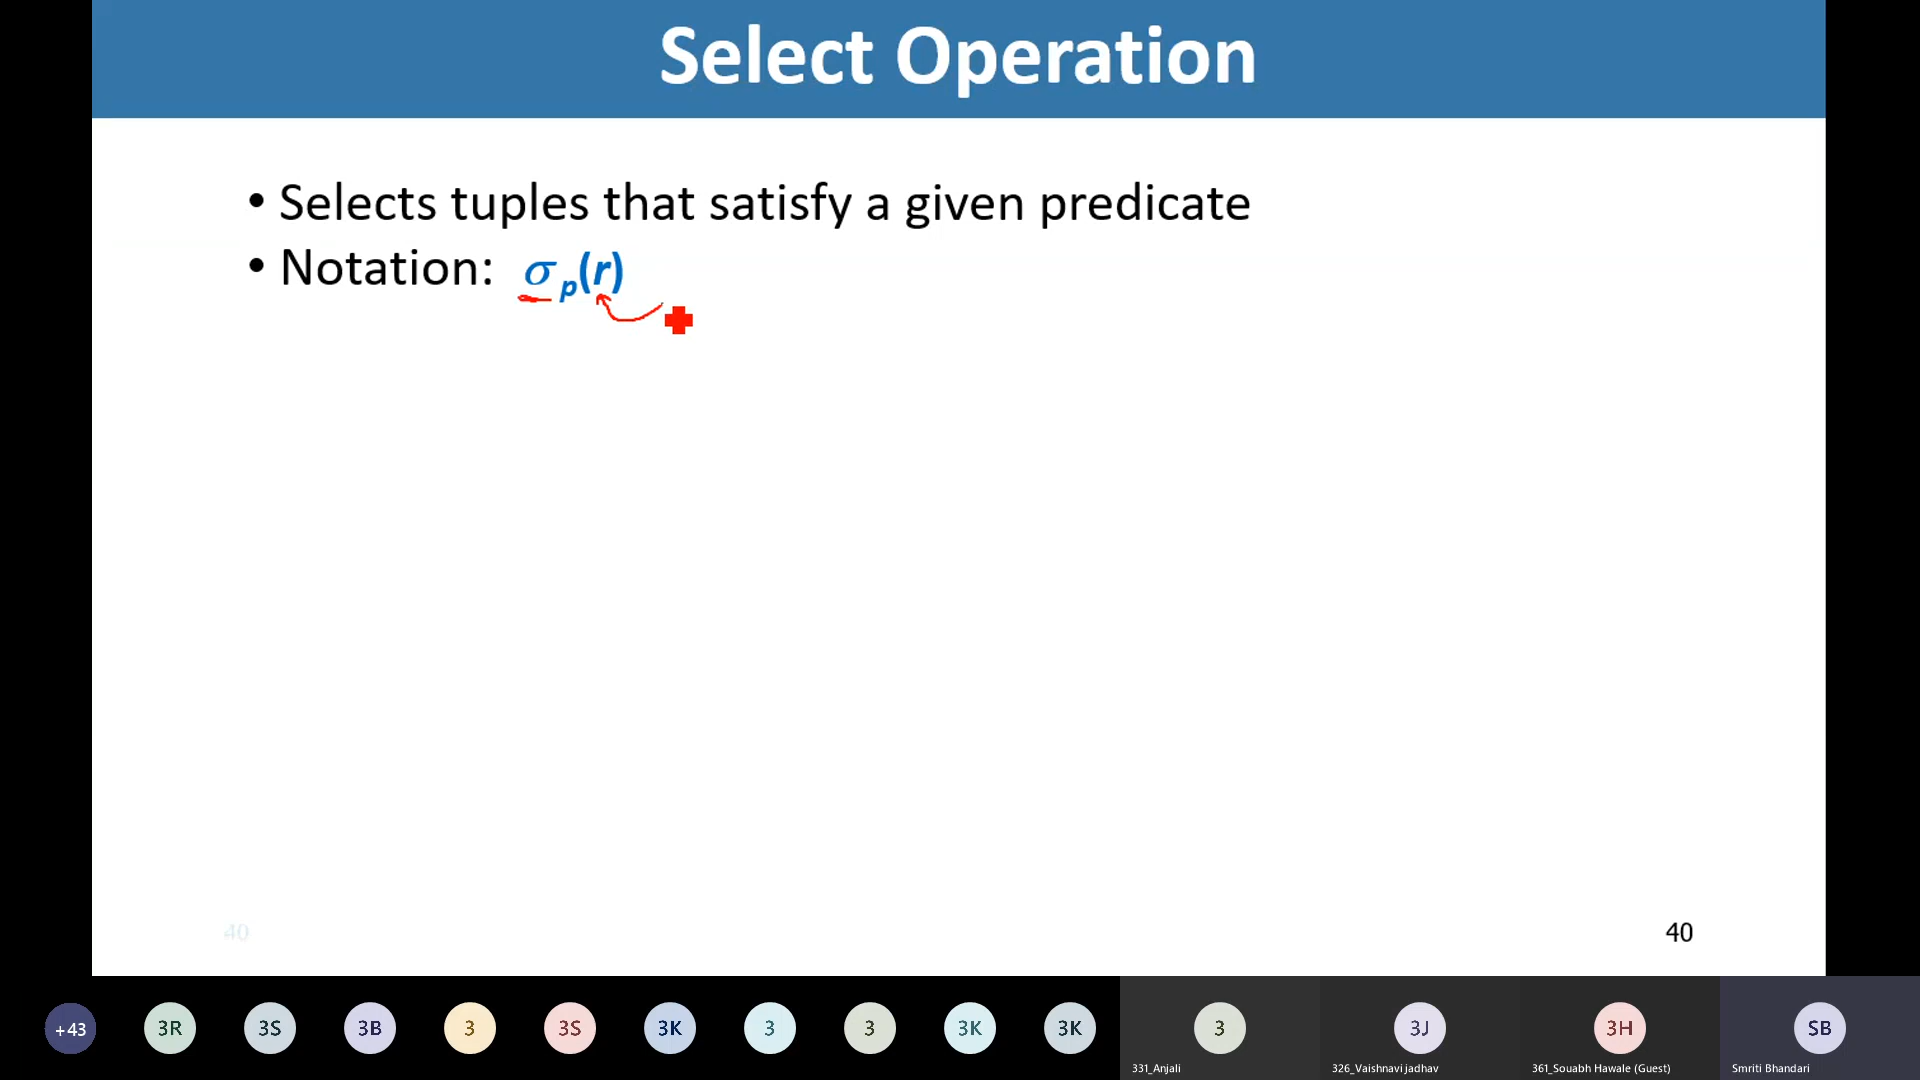 Select Operation
• Selects tuples that satisfy a given predicate
• Notation: σ p(r)
40 40
+43 3R 3S 3B 3 3S 3K 3 3 3K 3K 3 3J 3H SB
331_Anjali 326_Vaishnavi jadhav 361_Souabh Hawale (Guest) Smriti Bhandari